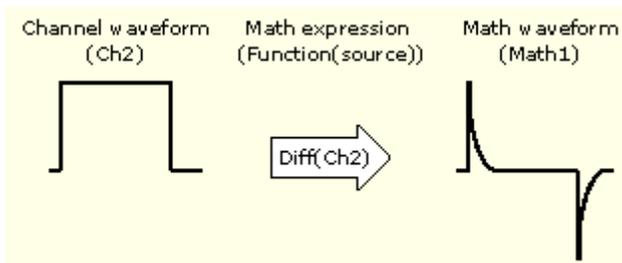 Channel waveform
(Ch2)
Math expression
(Function(source))
Math waveform
(Math1)
Diff(Ch2)